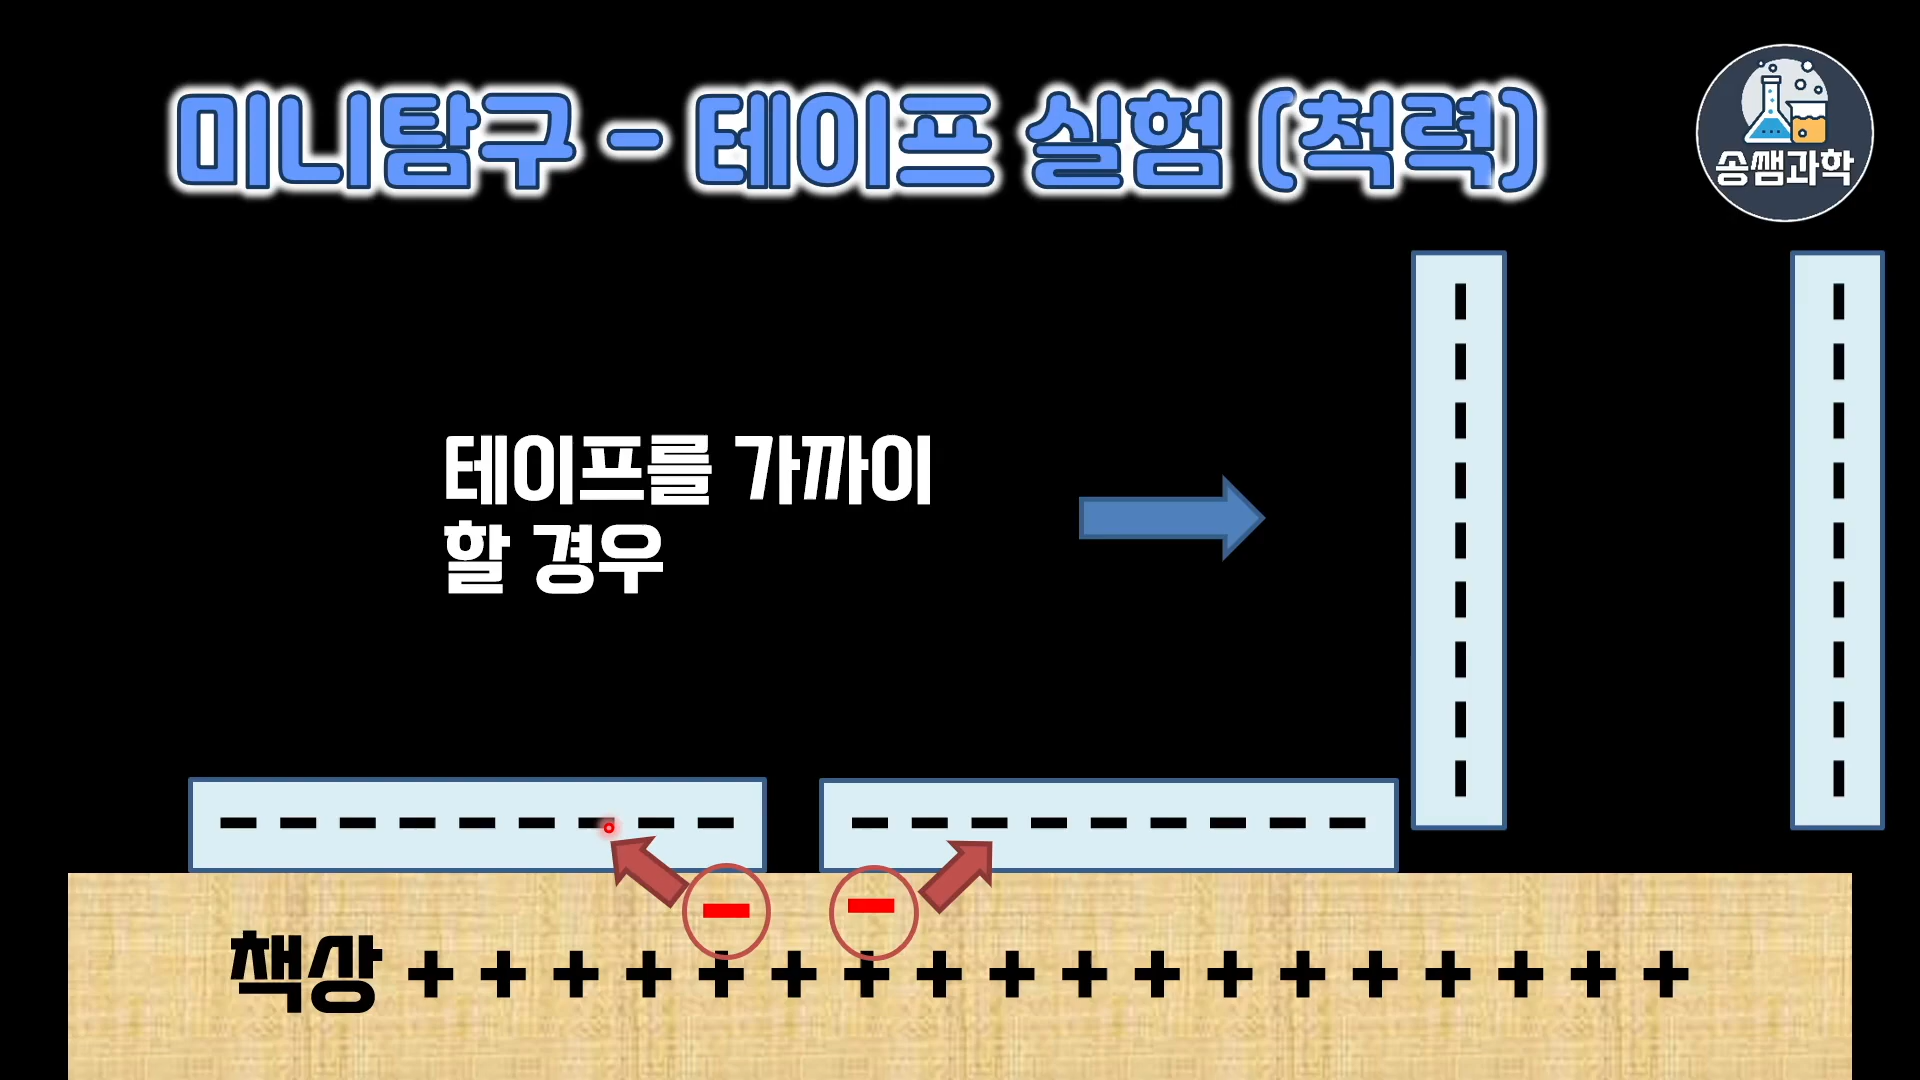 미니탐구 - 테이프 실험 (척력)
송쌤과학
테이프를 가까이
할 경우
- - - - - - - - -
- - - - - - - - -
- - - - - - - - -
- - - - - - - - -
- -
책상 + + + + + + + + + + + + + + + + + +